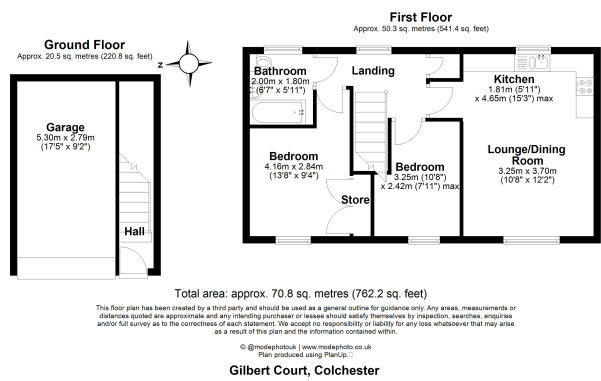 First Floor
Approx. 50.3 sq. metres (541.4 sq. feet)
Ground Floor
Approx. 20.5 sq. metres (220.8 sq. feet)
Z
Bathroom
2.00m x 1.80m
(6'7" x 5'11")
Landing
Kitchen
1.81m (5'11")
x 4.65m (15'3") max
Garage
5.30m x 2.79m
(17'5" x 9'2")
Bedroom
4.16m x 2.84m
(13'8" x 9'4")
Bedroom
3.25m (10'8")
x 2.42m (7'11") max
Lounge/Dining
Room
3.25m x 3.70m
(10'8" x 12'2")
Store
Hall
Total area: approx. 70.8 sq. metres (762.2 sq. feet)
This floor plan has been created by a third party and should be used as a general outline for guidance only. Any areas, measurements or
distances quoted are approximate and any intending purchaser or lessee should satisfy themselves by inspection, searches, enquiries
and/or full survey as to the correctness of each statement. We accept no responsibility or liability for any loss whatsoever that may arise
as a result of this plan and the information contained within.
© @modephotouk | www.modephoto.co.uk
Plan produced using PlanUp.
Gilbert Court, Colchester